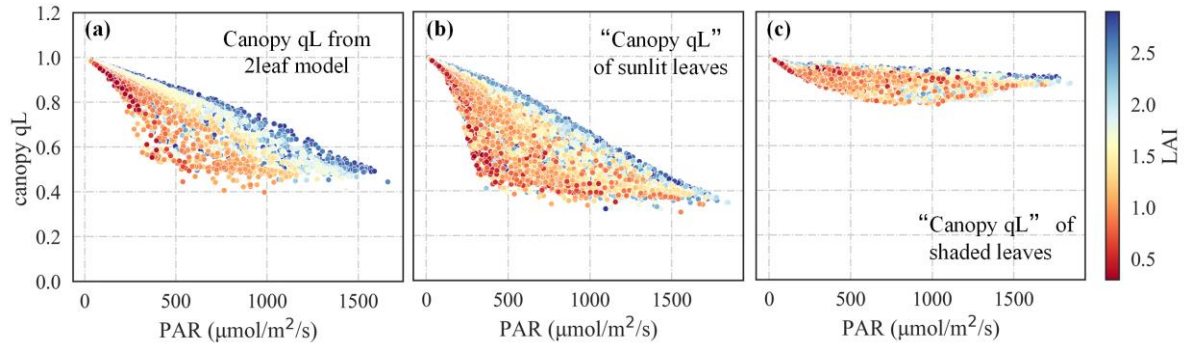 1.2
1.0
0.8
0.6
0.4
0.2
0.0
canopy qL
(a)
Canopy qL from
2leaf model
0 500 1000 1500
PAR (μmol/m²/s)
(b)
“Canopy qL”
of sunlit leaves
0 500 1000 1500
PAR (μmol/m²/s)
(c)
“Canopy qL” of
shaded leaves
0 500 1000 1500
PAR (μmol/m²/s)
2.5
2.0
1.5
1.0
0.5
LAI